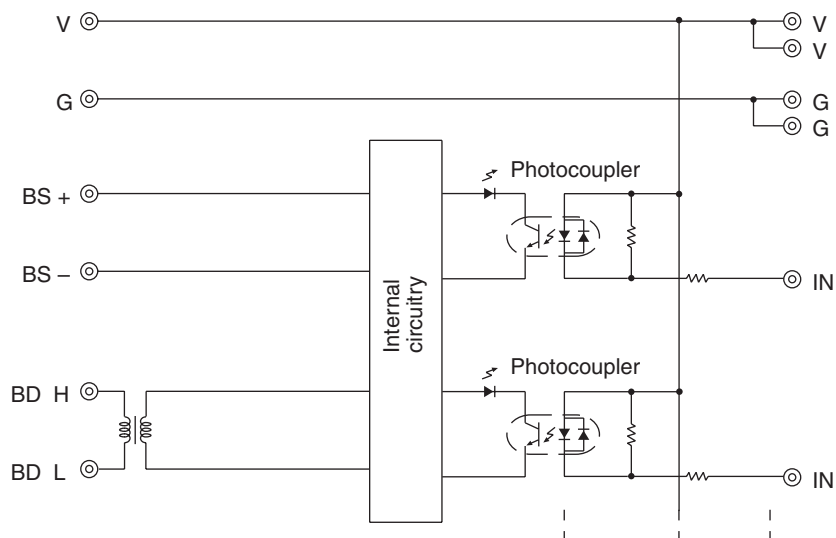 V
V
V
G
G
G
Photocoupler
BS +
BS –
IN
Internal
circuitry
Photocoupler
BD H
BD L
IN